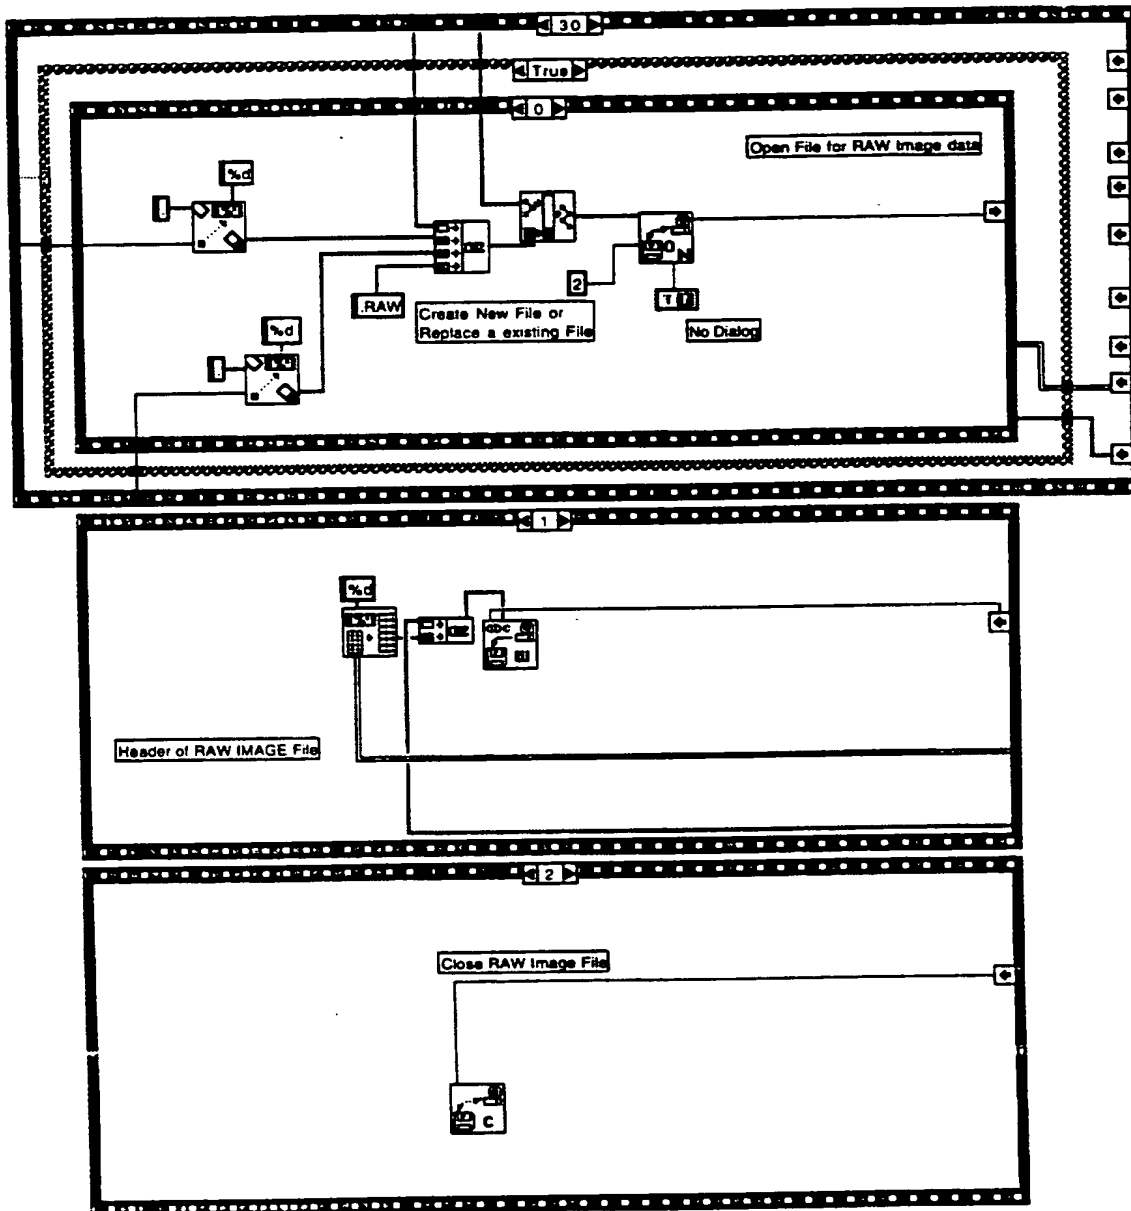 30
True
0
Open File for RAW Image data
%d
.
2
.RAW
T
Create New File or
Replace a existing File
No Dialog
%d
.
N
1
%d
Header of RAW IMAGE File
2
Close RAW Image File
C